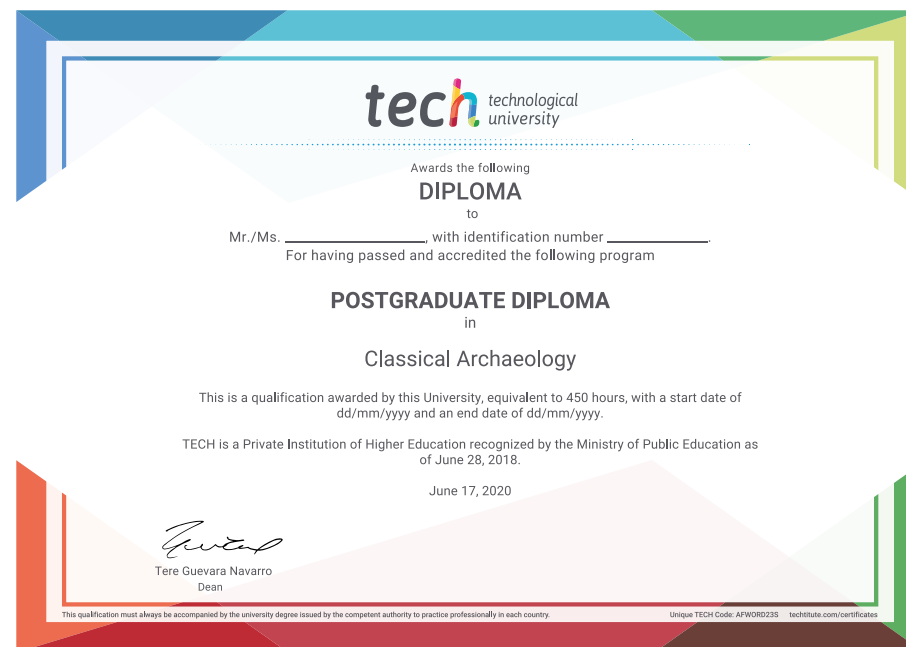 tech technological
university
Awards the following
DIPLOMA
to
Mr./Ms. ____________________, with identification number ______________.
For having passed and accredited the following program
POSTGRADUATE DIPLOMA
in
Classical Archaeology
This is a qualification awarded by this University, equivalent to 450 hours, with a start date of
dd/mm/yyyy and an end date of dd/mm/yyyy.
TECH is a Private Institution of Higher Education recognized by the Ministry of Public Education as
of June 28, 2018.
June 17, 2020
Tere Guevara Navarro
Dean
This qualification must always be accompanied by the university degree issued by the competent authority to practice professionally in each country. Unique TECH Code: AFWORD23S techtitute.com/certificates